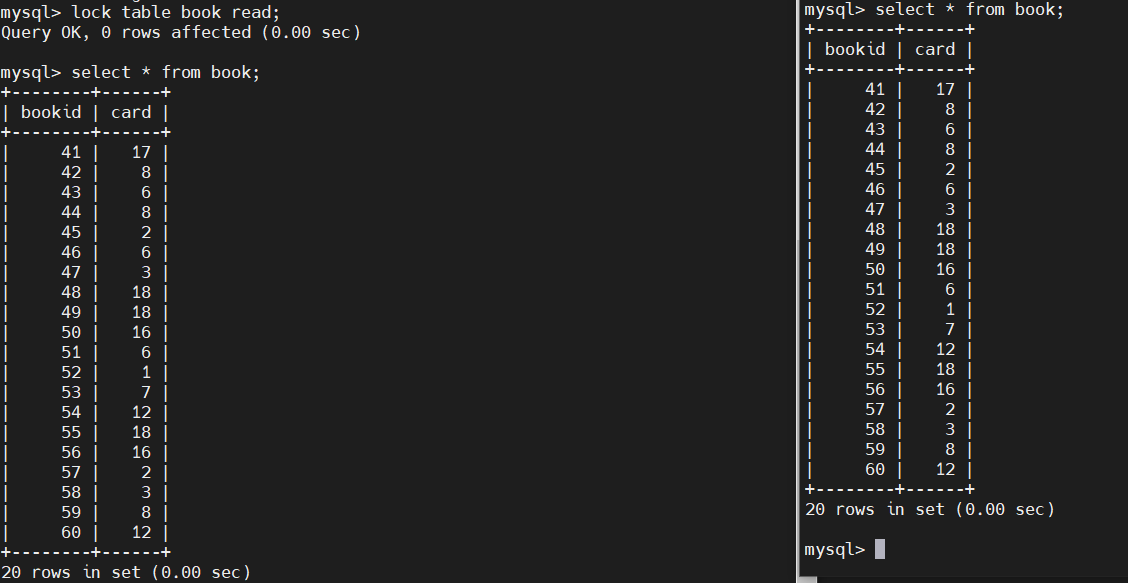 mysql> lock table book read;
Query OK, 0 rows affected (0.00 sec)

mysql> select * from book;
+--------+------+
| bookid | card |
+--------+------+
|     41 |   17 |
|     42 |    8 |
|     43 |    6 |
|     44 |    8 |
|     45 |    2 |
|     46 |    6 |
|     47 |    3 |
|     48 |   18 |
|     49 |   18 |
|     50 |   16 |
|     51 |    6 |
|     52 |    1 |
|     53 |    7 |
|     54 |   12 |
|     55 |   18 |
|     56 |   16 |
|     57 |    2 |
|     58 |    3 |
|     59 |    8 |
|     60 |   12 |
+--------+------+
20 rows in set (0.00 sec)
mysql> select * from book;
+--------+------+
| bookid | card |
+--------+------+
|     41 |   17 |
|     42 |    8 |
|     43 |    6 |
|     44 |    8 |
|     45 |    2 |
|     46 |    6 |
|     47 |    3 |
|     48 |   18 |
|     49 |   18 |
|     50 |   16 |
|     51 |    6 |
|     52 |    1 |
|     53 |    7 |
|     54 |   12 |
|     55 |   18 |
|     56 |   16 |
|     57 |    2 |
|     58 |    3 |
|     59 |    8 |
|     60 |   12 |
+--------+------+
20 rows in set (0.00 sec)

mysql>